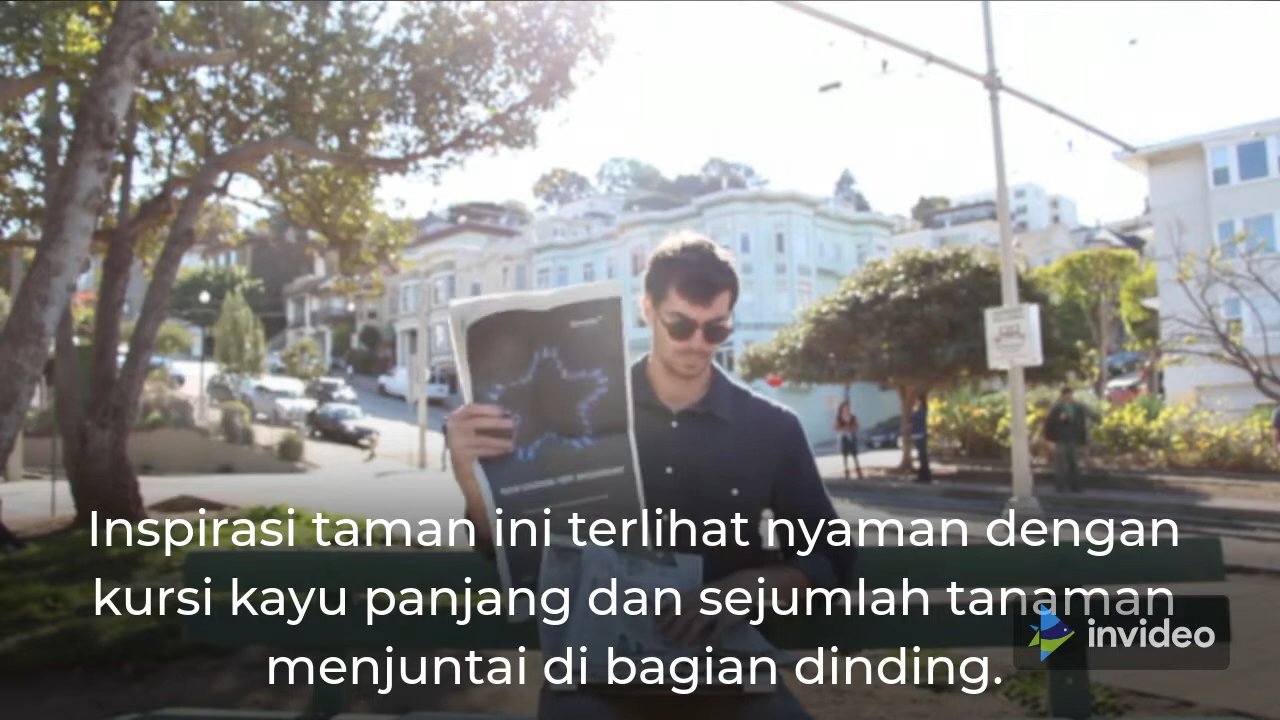 Inspirasi taman ini terlihat nyaman dengan
kursi kayu panjang dan sejumlah tanaman
menjuntai di bagian dinding.
invideo